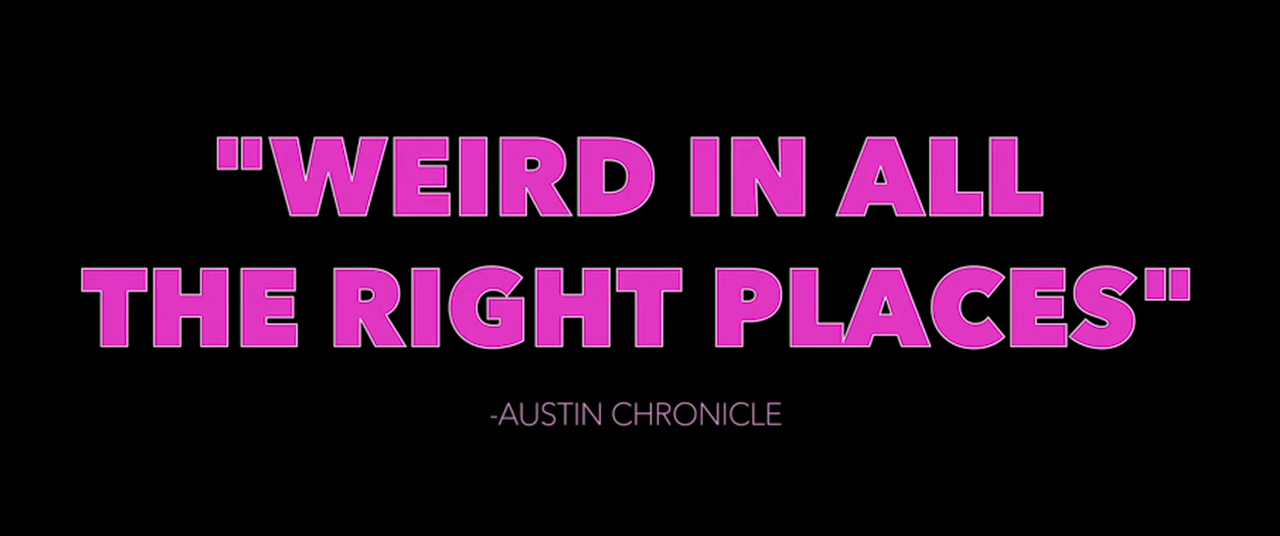 "WEIRD IN ALL
THE RIGHT PLACES"
-AUSTIN CHRONICLE